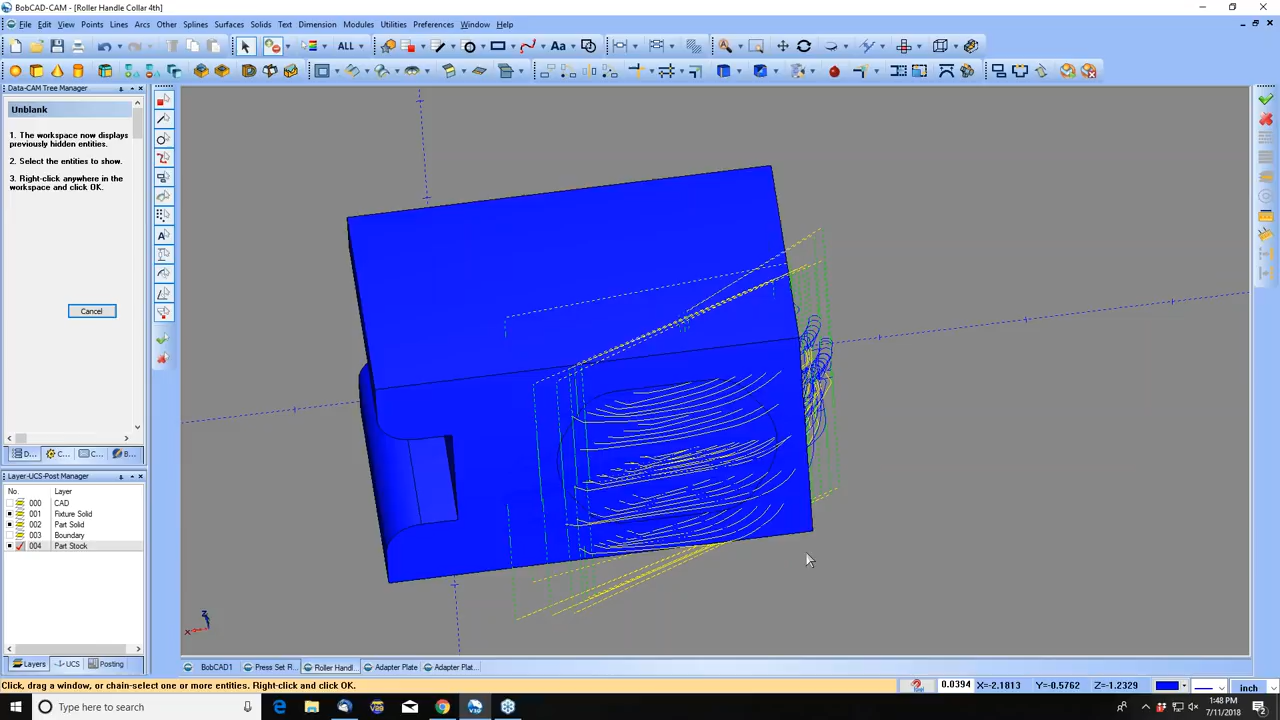 BobCAD-CAM - [Roller Handle Collar 4th]
File Edit View Points Lines Arcs Other Splines Surfaces Solids Text Dimension Modules Utilities Preferences Window Help
ALL
Aa
Data-CAM Tree Manager
Unblank
1. The workspace now displays
previously hidden entities.
2. Select the entities to show.
3. Right-click anywhere in the
workspace and click OK.
Cancel
A
D... C... C... B...
Layer-UCS-Post Manager
No. Layer
000 CAD
001 Fixture Solid
002 Part Solid
003 Boundary
004 Part Stock
Z
X
Layers UCS Posting
BobCAD1 Press Set R... Roller Handl... Adapter Plate Adapter Plat...
Click, drag a window, or chain-select one or more entities. Right-click and click OK.
0.0394 X=-2.1813 Y=-0.5762 Z=-1.2329 inch
Type here to search
1:48 PM
7/11/2018